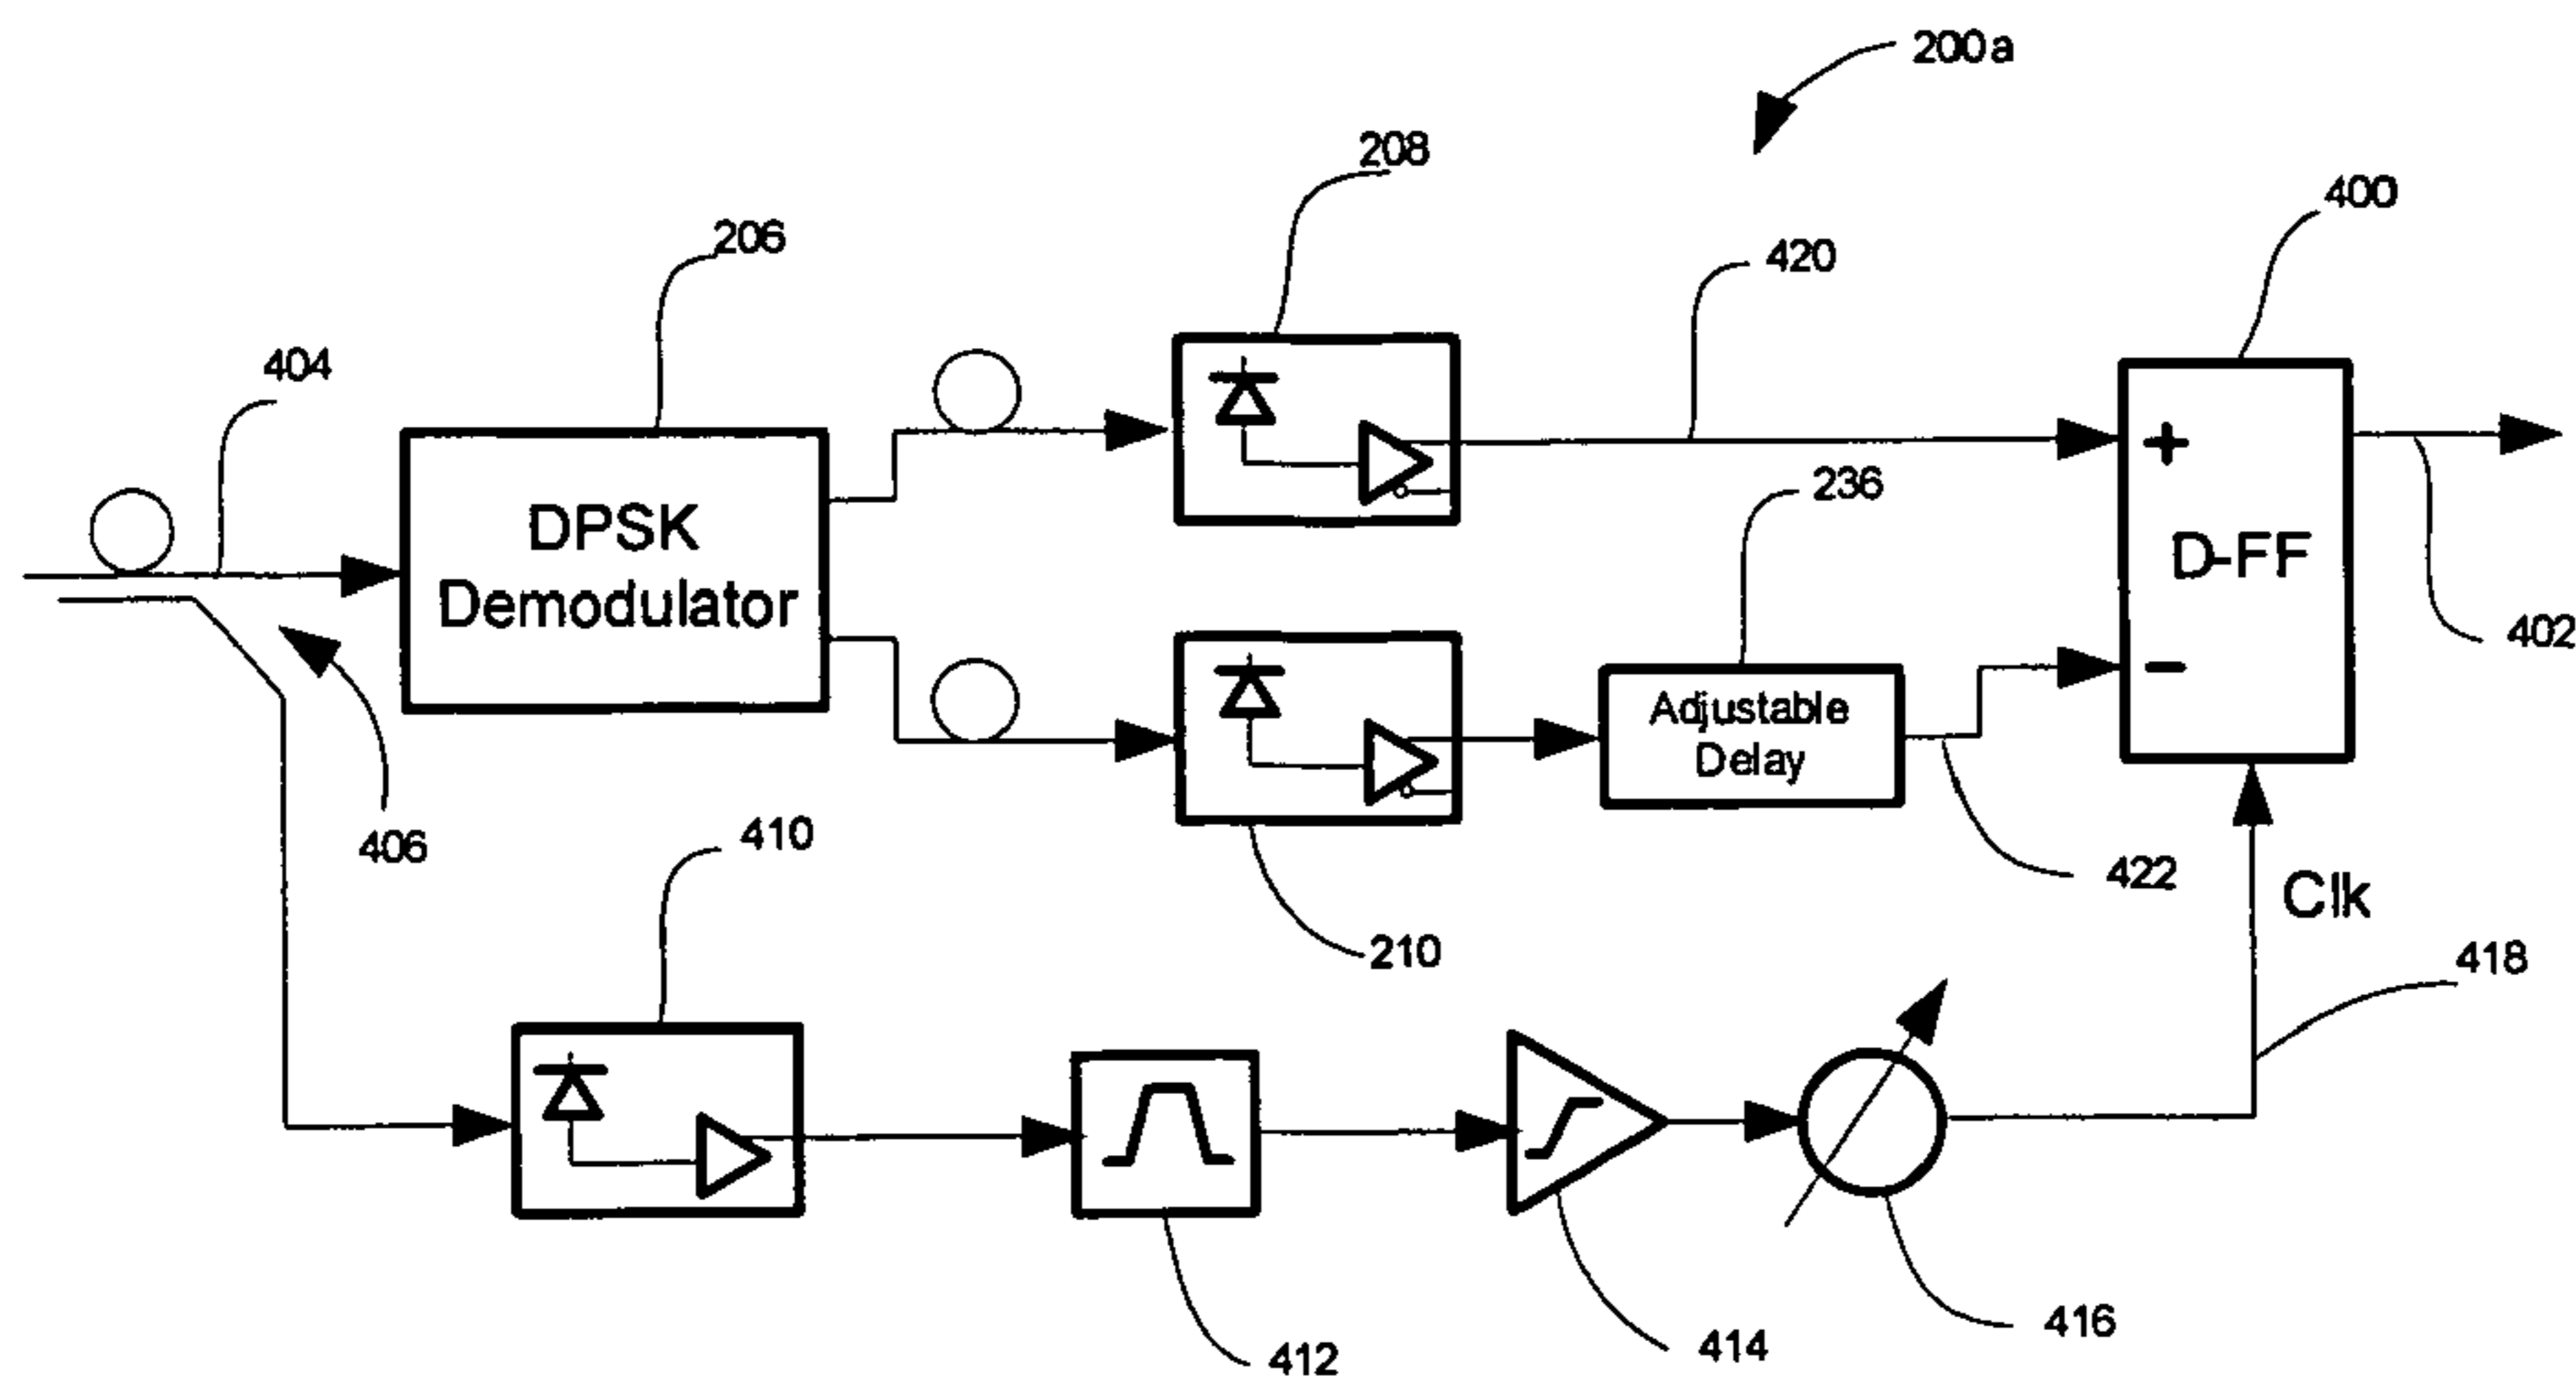 200a
208
400
206
420
404
236
+
DPSK
Demodulator
D-FF
402
−
Adjustable
Delay
406
410
422
Clk
210
418
412
414
416